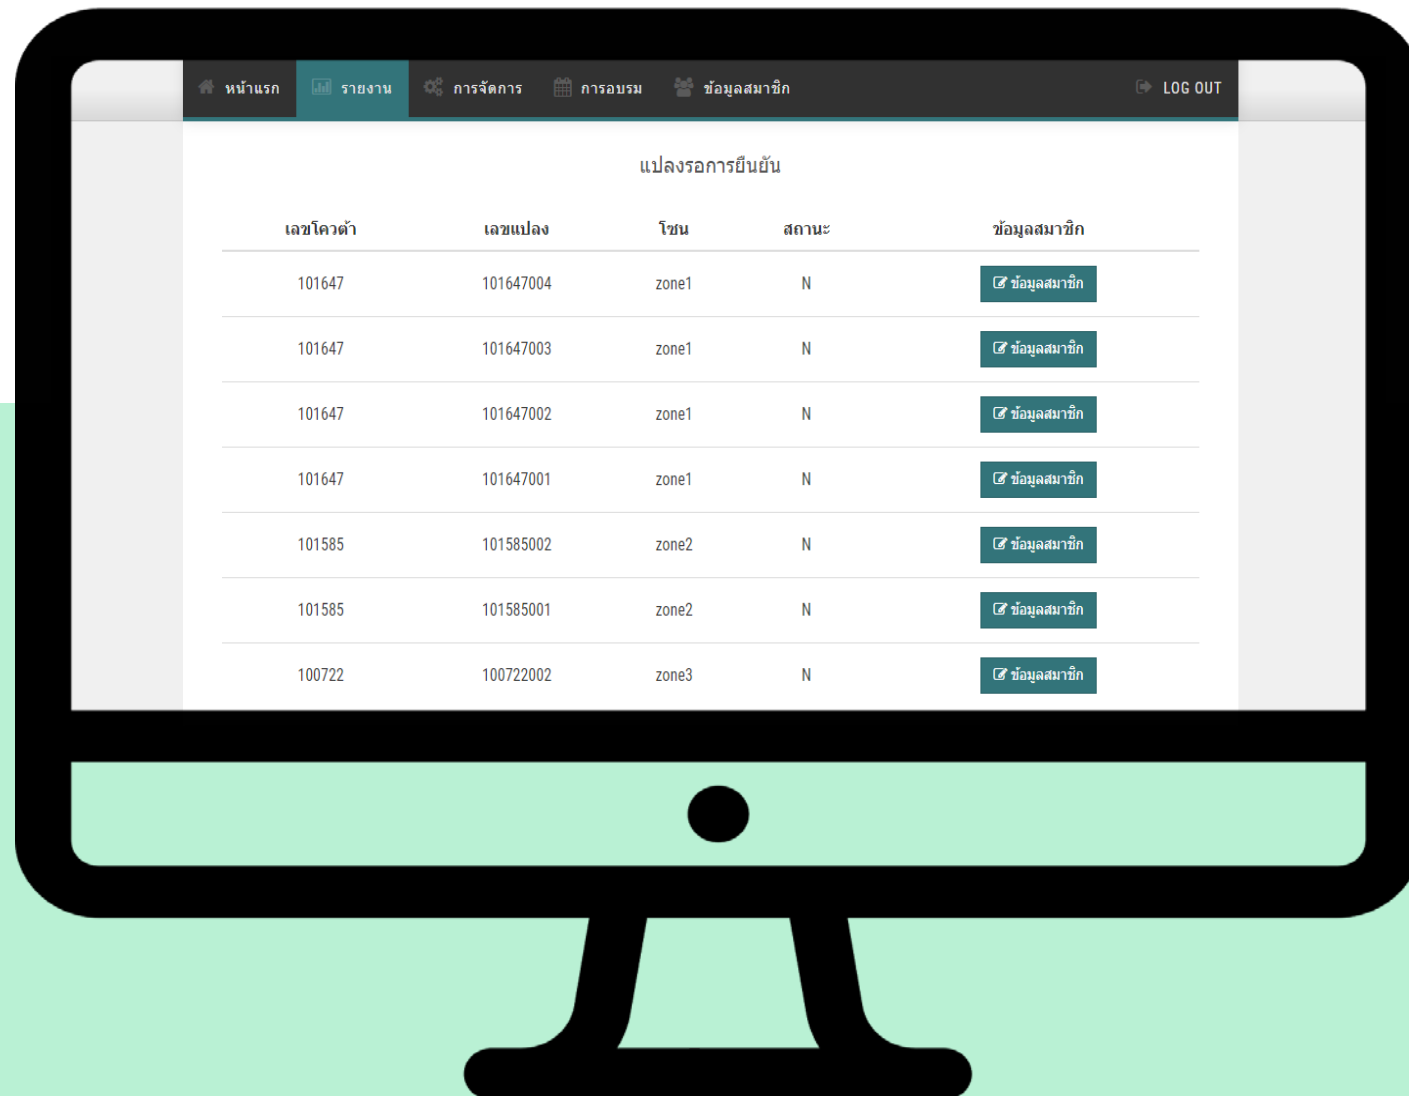 หน้าแรก รายงาน การจัดการ การอบรม ข้อมูลสมาชิก LOG OUT
แปลงรอการยืนยัน
เลขโควต้า เลขแปลง โซน สถานะ ข้อมูลสมาชิก
101647 101647004 zone1 N ข้อมูลสมาชิก
101647 101647003 zone1 N ข้อมูลสมาชิก
101647 101647002 zone1 N ข้อมูลสมาชิก
101647 101647001 zone1 N ข้อมูลสมาชิก
101585 101585002 zone2 N ข้อมูลสมาชิก
101585 101585001 zone2 N ข้อมูลสมาชิก
100722 100722002 zone3 N ข้อมูลสมาชิก